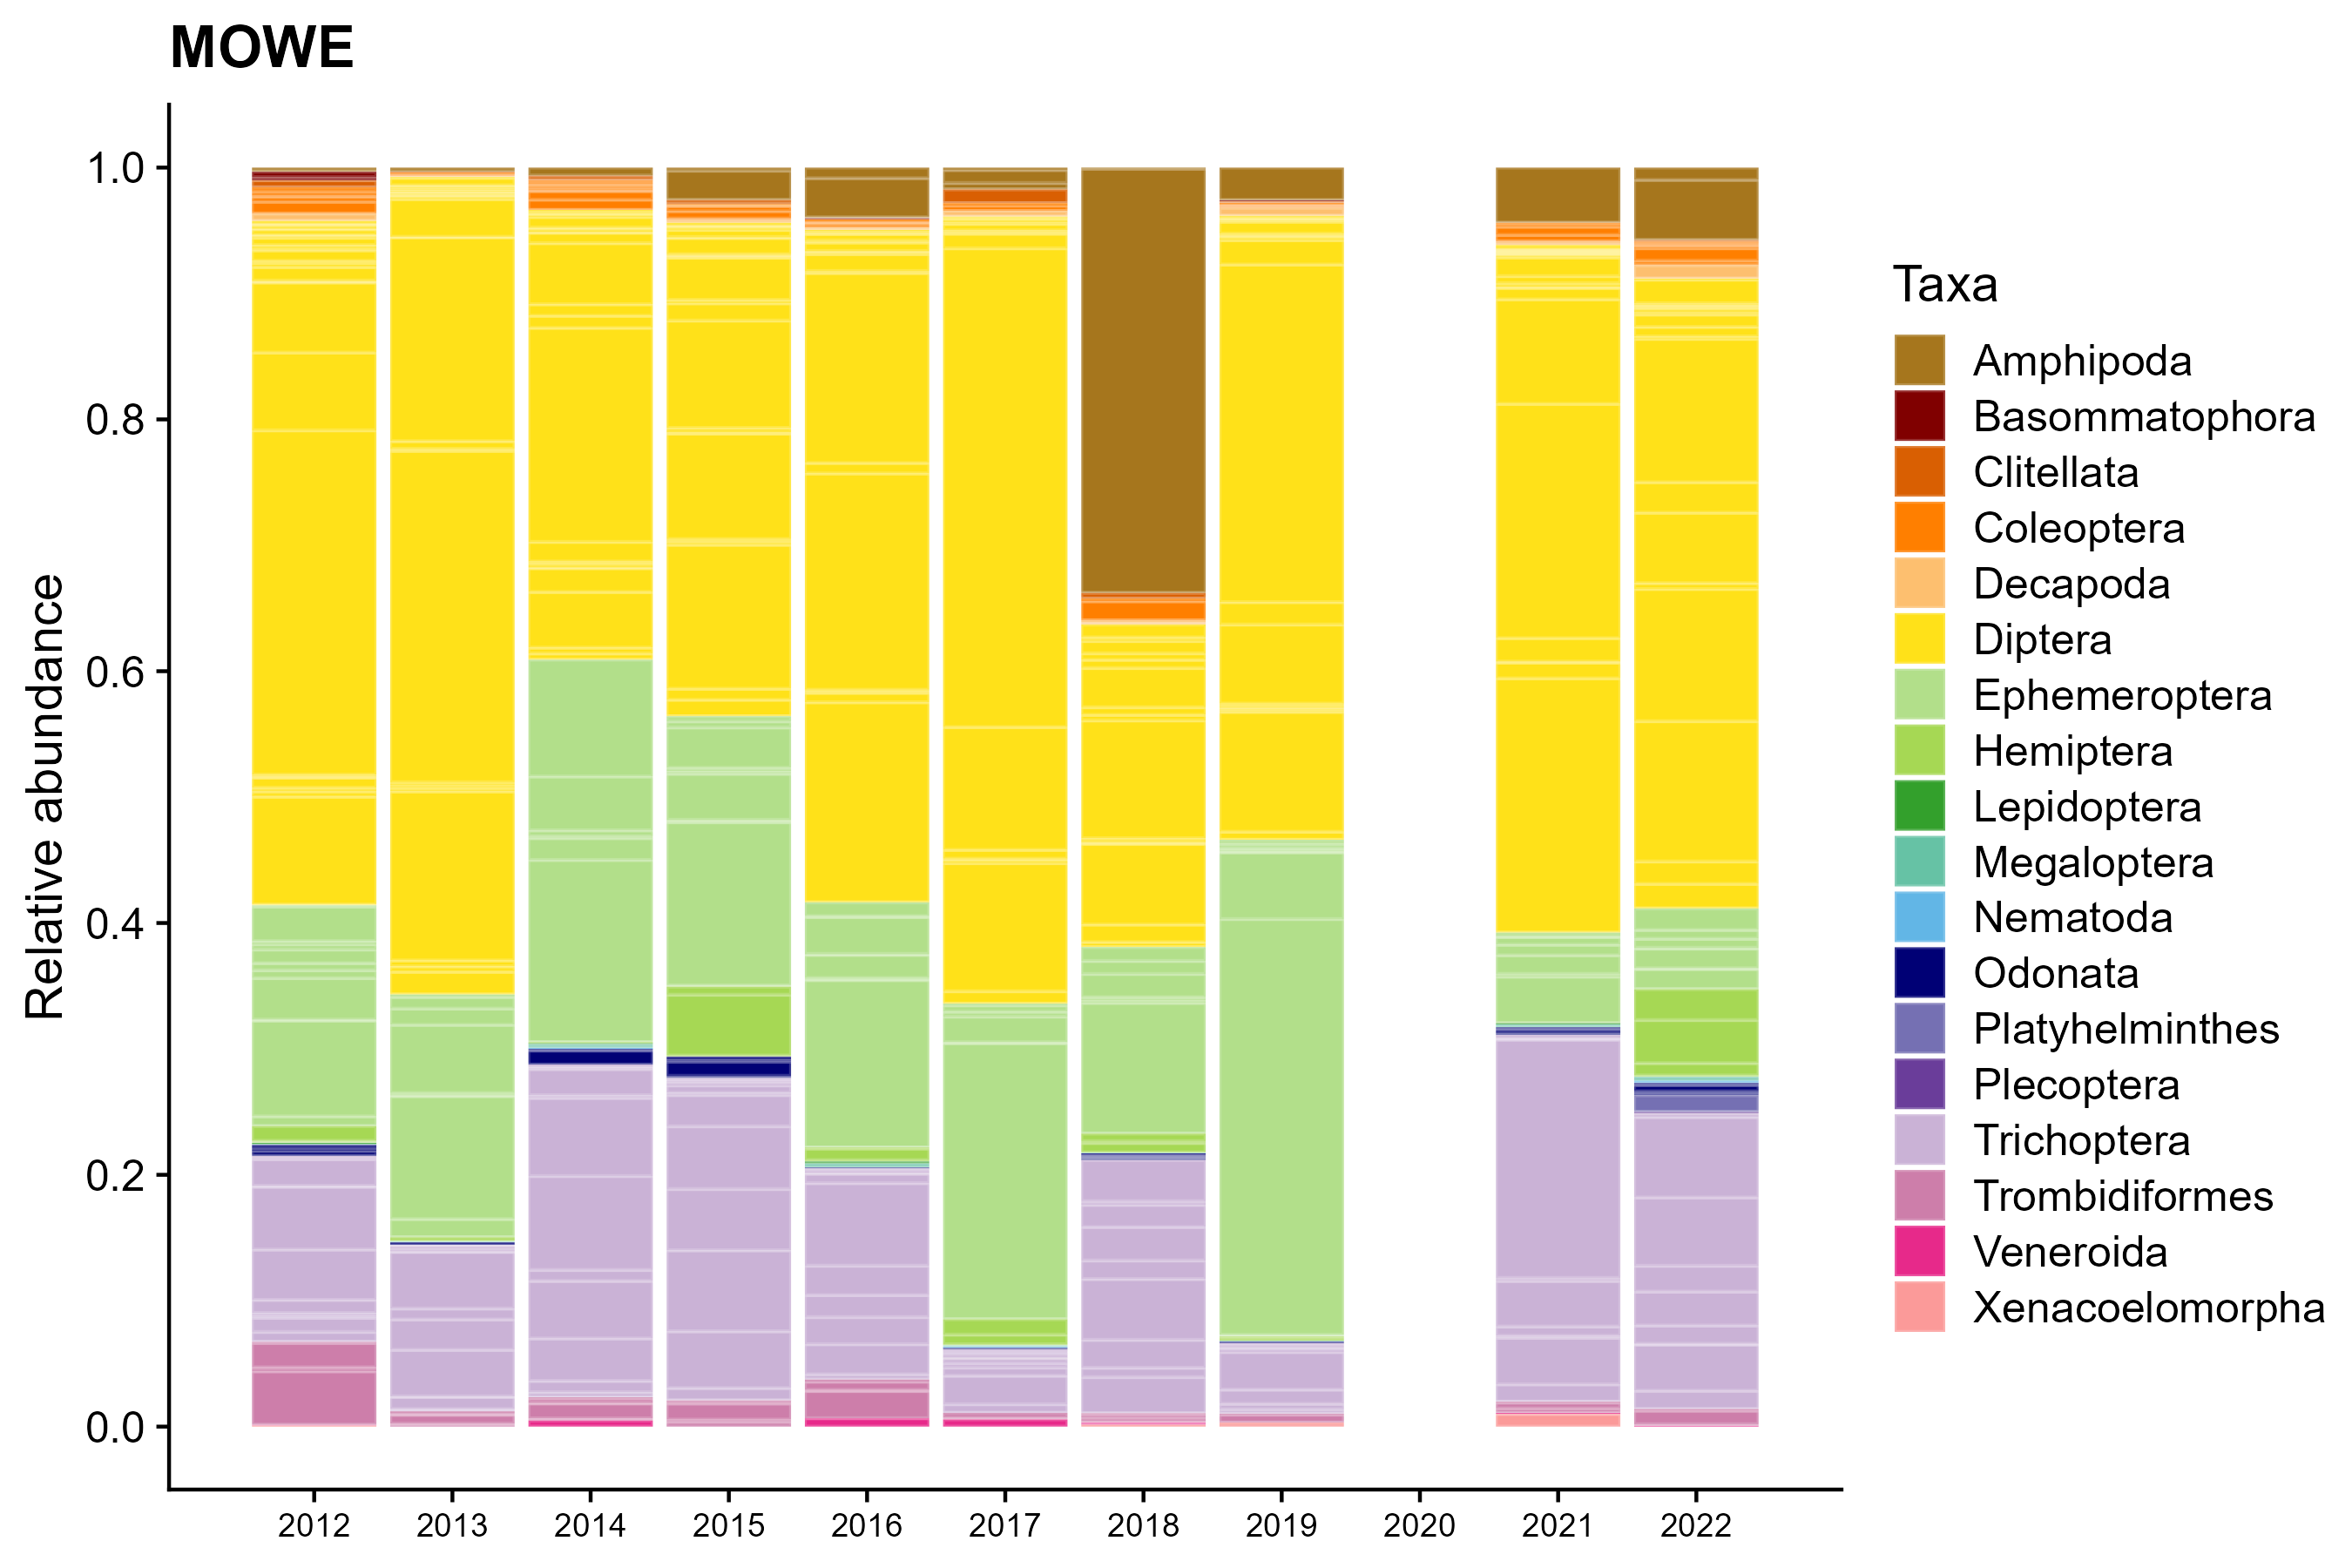 MOWE
1.0
0.8
0.6
0.4
0.2
0.0
Relative abundance
2012 2013 2014 2015 2016 2017 2018 2019 2020 2021 2022
Taxa
Amphipoda
Basommatophora
Clitellata
Coleoptera
Decapoda
Diptera
Ephemeroptera
Hemiptera
Lepidoptera
Megaloptera
Nematoda
Odonata
Platyhelminthes
Plecoptera
Trichoptera
Trombidiformes
Veneroida
Xenacoelomorpha